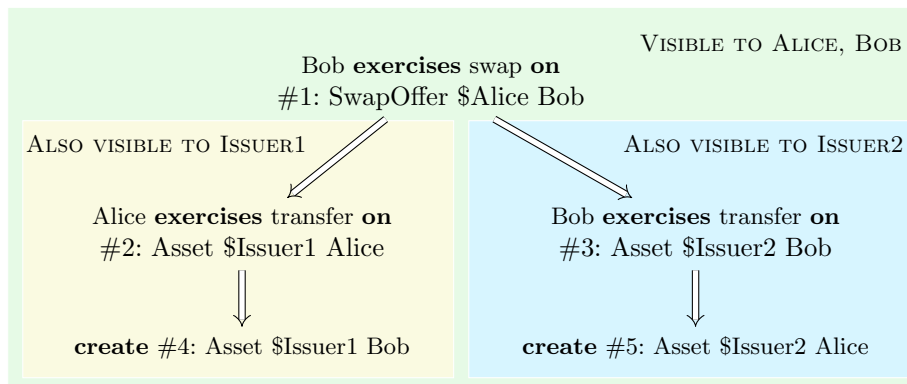 VISIBLE TO ALICE, BOB
Bob exercises swap on
#1: SwapOffer $Alice Bob
ALSO VISIBLE TO ISSUER1
ALSO VISIBLE TO ISSUER2
Alice exercises transfer on
#2: Asset $Issuer1 Alice
Bob exercises transfer on
#3: Asset $Issuer2 Bob
create #4: Asset $Issuer1 Bob
create #5: Asset $Issuer2 Alice